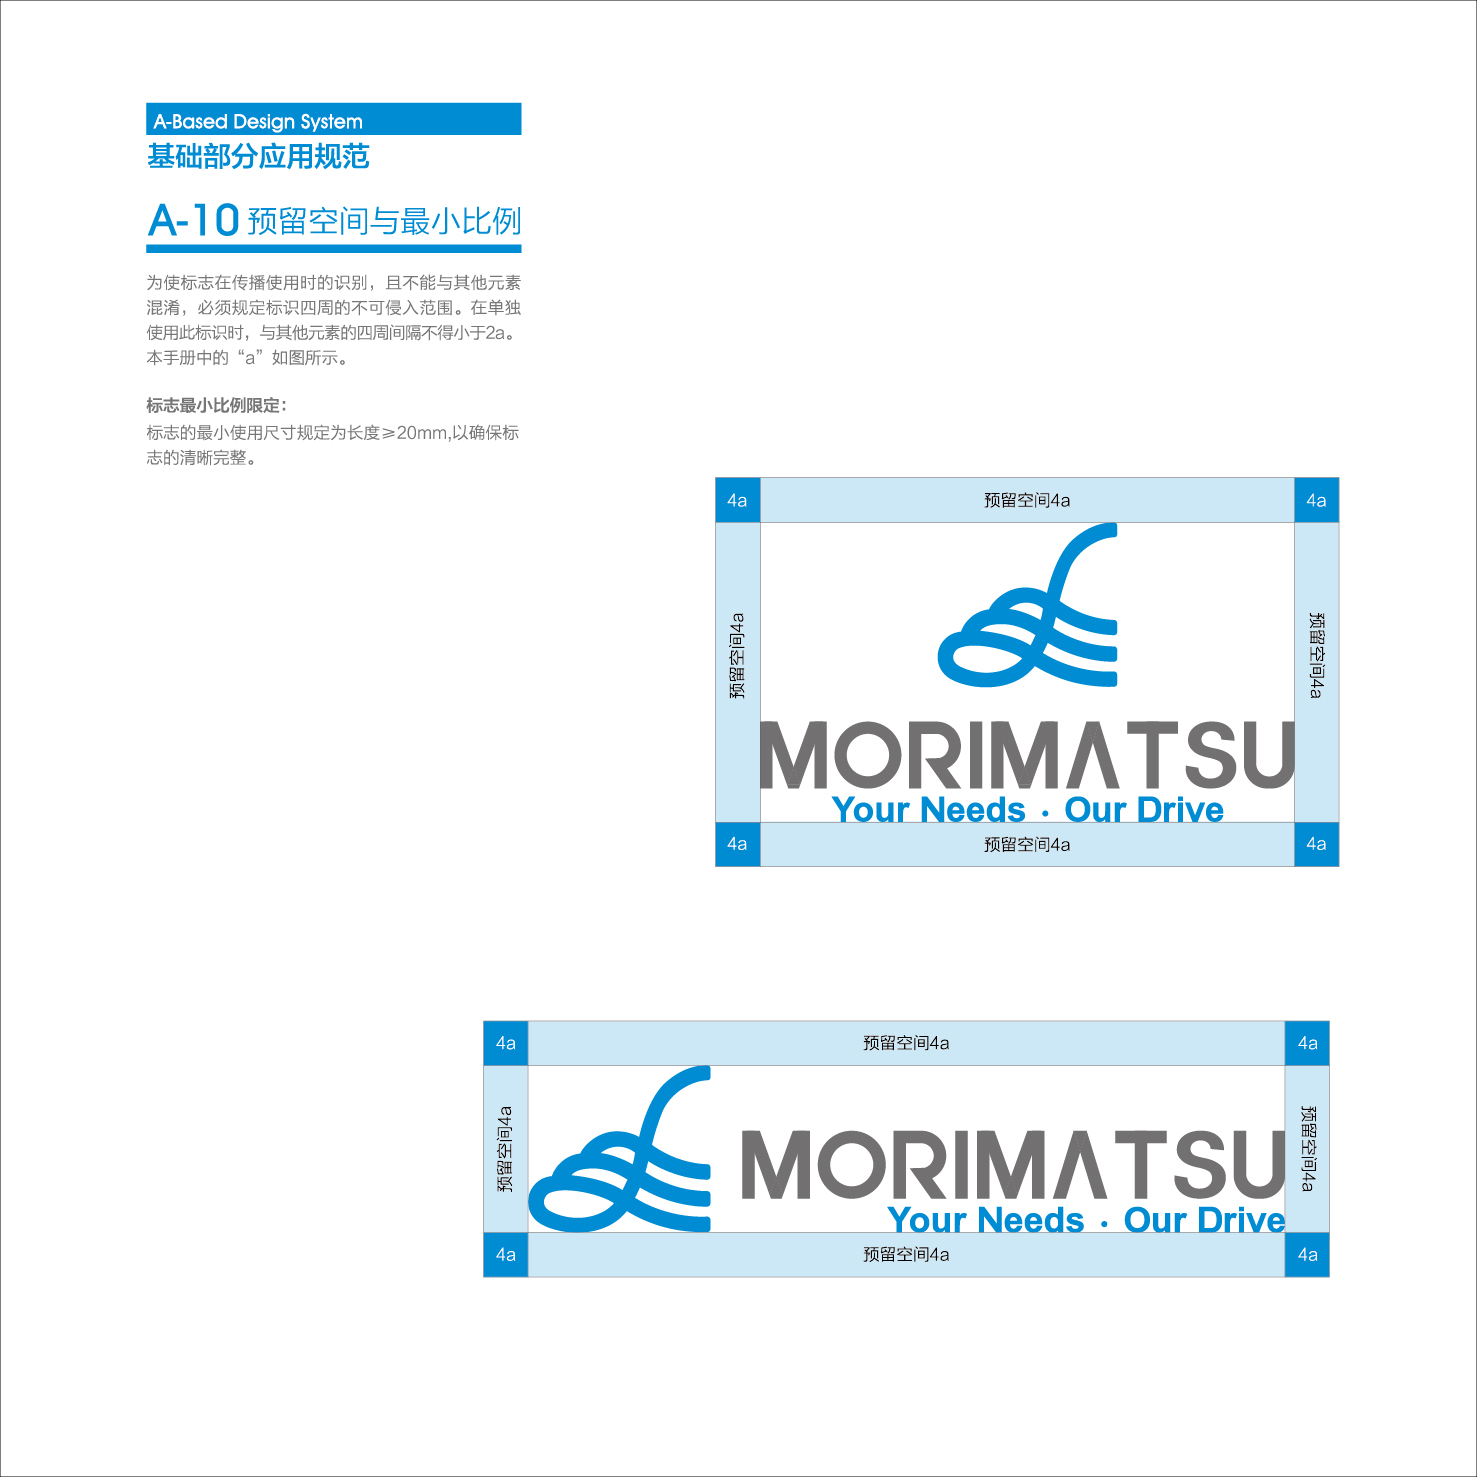 A-Based Design System
基础部分应用规范
A-10 预留空间与最小比例
为使标志在传播使用时的识别，且不能与其他元素
混淆，必须规定标识四周的不可侵入范围。在单独
使用此标识时，与其他元素的四周间隔不得小于2a。
本手册中的“a”如图所示。
标志最小比例限定：
标志的最小使用尺寸规定为长度≥20mm,以确保标
志的清晰完整。
4a 预留空间4a 4a
预留空间4a
预留空间4a
MORIMATSU
Your Needs · Our Drive
4a 预留空间4a 4a
4a 预留空间4a 4a
预留空间4a
预留空间4a
MORIMATSU
Your Needs · Our Drive
4a 预留空间4a 4a